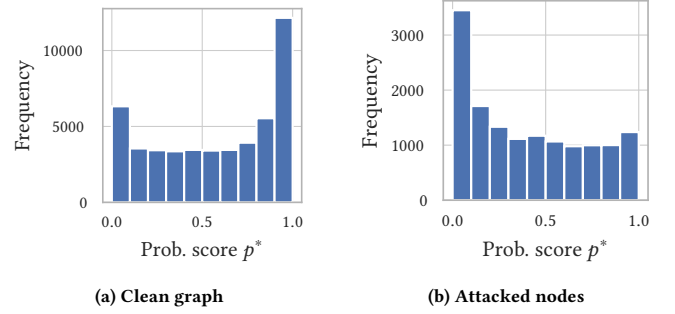 10000
5000
0
Frequency
0.0 0.5 1.0
Prob. score p*
(a) Clean graph
3000
2000
1000
0
Frequency
0.0 0.5 1.0
Prob. score p*
(b) Attacked nodes